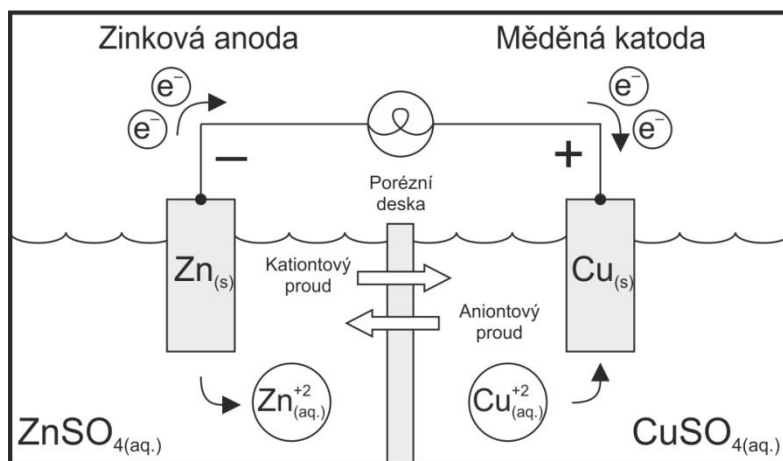 Zinková anoda
Měděná katoda
e⁻
e⁻
e⁻
e⁻
−
+
Porézní
deska
Zn(s)
Kationtový
proud
Aniontový
proud
Cu(s)
Zn+2(aq.)
Cu+2(aq.)
ZnSO4(aq.)
CuSO4(aq.)